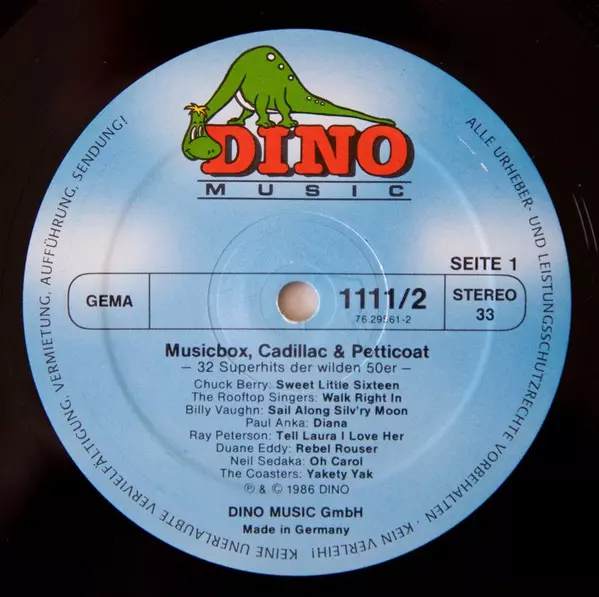 DINO
MUSIC
SEITE 1
GEMA
1111/2
76.29561-2
STEREO
33
Musicbox, Cadillac & Petticoat
— 32 Superhits der wilden 50er —
Chuck Berry: Sweet Little Sixteen
The Rooftop Singers: Walk Right In
Billy Vaughn: Sail Along Silv'ry Moon
Paul Anka: Diana
Ray Peterson: Tell Laura I Love Her
Duane Eddy: Rebel Rouser
Neil Sedaka: Oh Carol
The Coasters: Yakety Yak
℗ & © 1986 DINO
DINO MUSIC GmbH
Made in Germany
ALLE URHEBER- UND LEISTUNGSSCHUTZRECHTE VORBEHALTEN · KEIN VERLEIH! · KEINE UNERLAUBTE VERVIELFÄLTIGUNG, VERMIETUNG, AUFFÜHRUNG, SENDUNG!